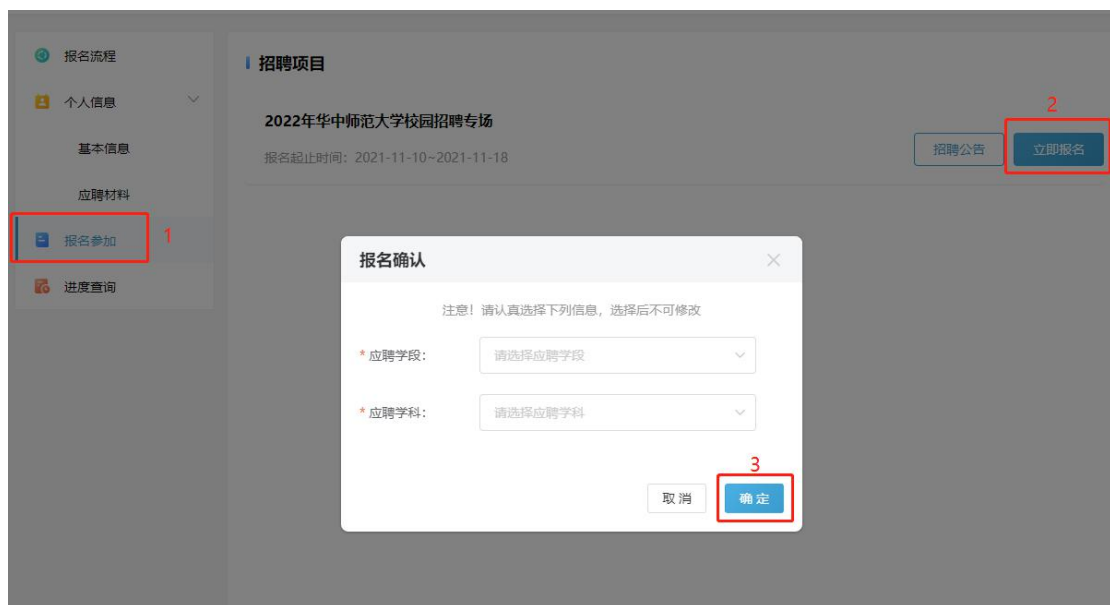 报名流程
个人信息
基本信息
应聘材料
报名参加
1
进度查询
招聘项目
2022年华中师范大学校园招聘专场
报名起止时间：2021-11-10~2021-11-18
招聘公告
2
立即报名
报名确认
注意！请认真选择下列信息，选择后不可修改
* 应聘学段：
请选择应聘学段
* 应聘学科：
请选择应聘学科
3
取消
确定